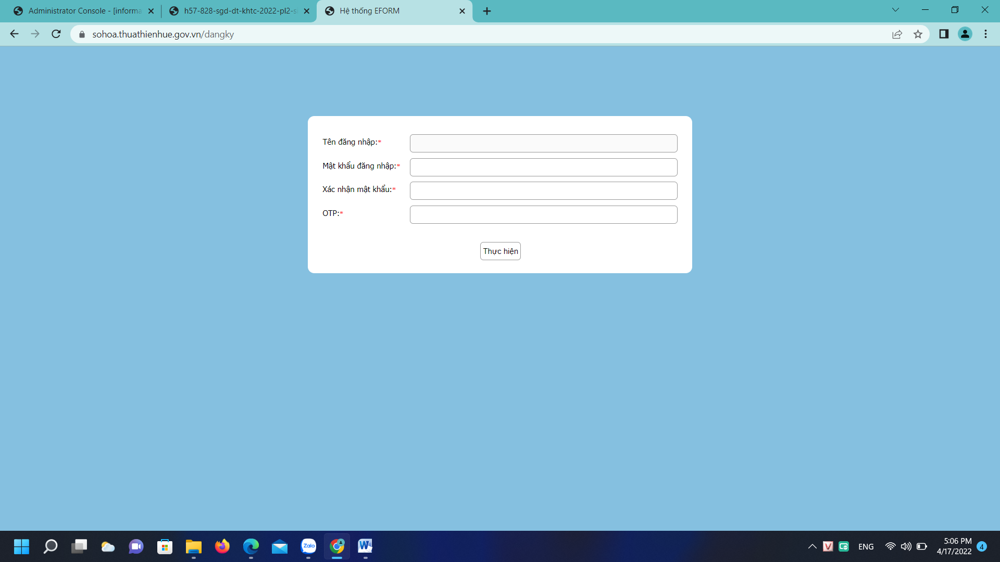 Administrator Console - [informa
h57-828-sgd-dt-khtc-2022-pl2-s
Hệ thống EFORM
sohoa.thuathienhue.gov.vn/dangky
Tên đăng nhập:*
Mật khẩu đăng nhập:*
Xác nhận mật khẩu:*
OTP:*
Thực hiện
Zalo
W
V
ENG
5:06 PM
4/17/2022
4